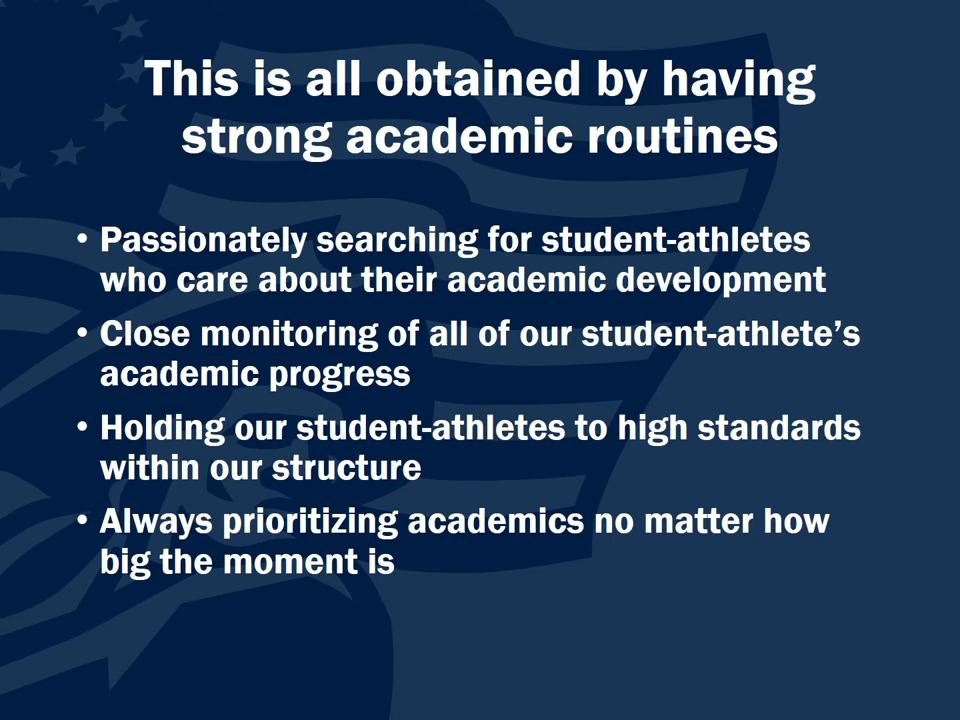 This is all obtained by having
strong academic routines
• Passionately searching for student-athletes
who care about their academic development
• Close monitoring of all of our student-athlete’s
academic progress
• Holding our student-athletes to high standards
within our structure
• Always prioritizing academics no matter how
big the moment is